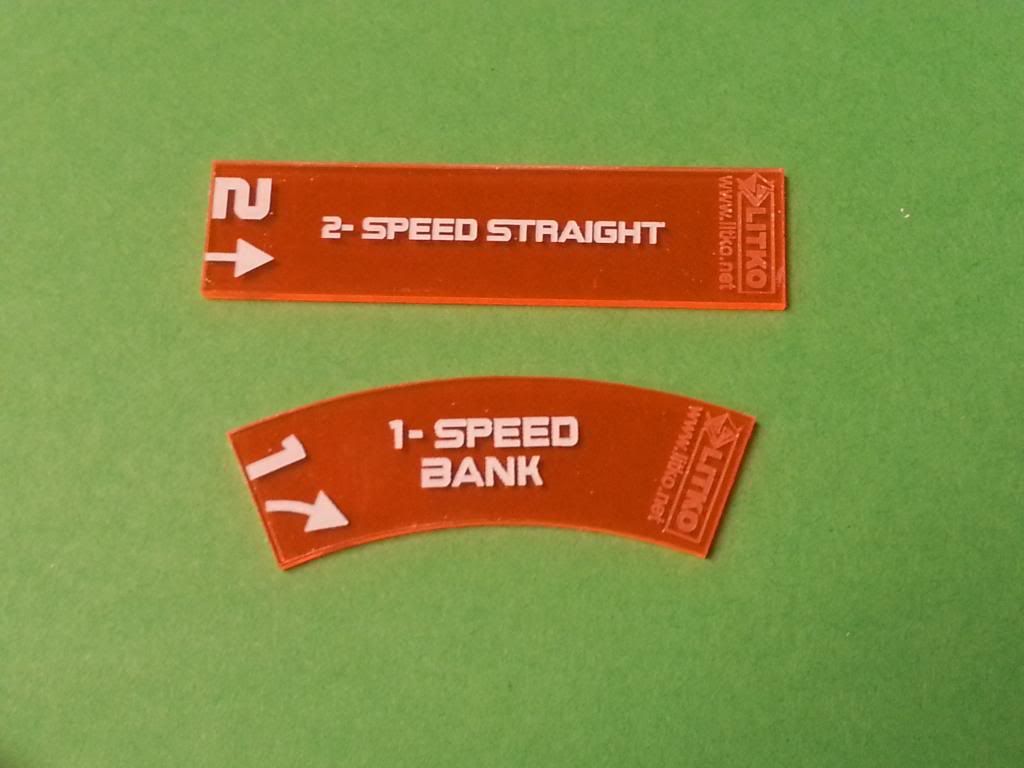 2
2- SPEED STRAIGHT
LITKO
www.litko.net
1
1- SPEED
BANK
LITKO
www.litko.net